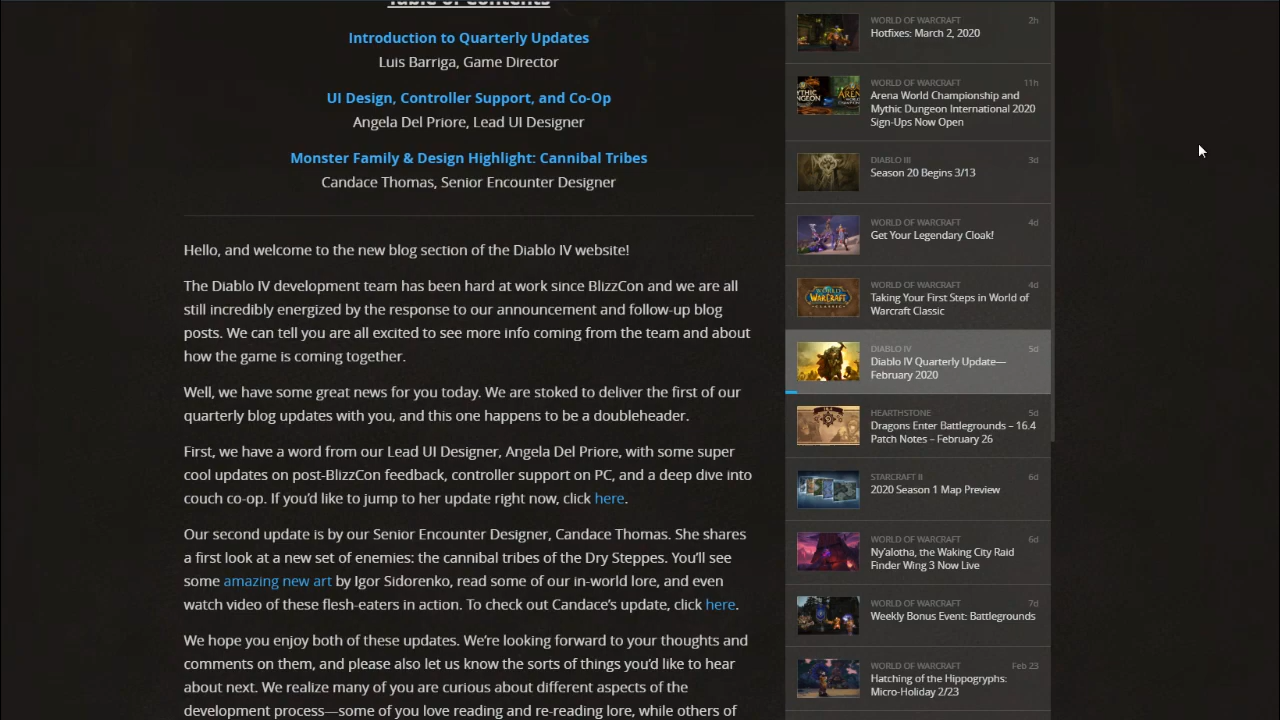 Table of Contents
Introduction to Quarterly Updates
Luis Barriga, Game Director
UI Design, Controller Support, and Co-Op
Angela Del Priore, Lead UI Designer
Monster Family & Design Highlight: Cannibal Tribes
Candace Thomas, Senior Encounter Designer
Hello, and welcome to the new blog section of the Diablo IV website!
The Diablo IV development team has been hard at work since BlizzCon and we are all
still incredibly energized by the response to our announcement and follow-up blog
posts. We can tell you are all excited to see more info coming from the team and about
how the game is coming together.
Well, we have some great news for you today. We are stoked to deliver the first of our
quarterly blog updates with you, and this one happens to be a doubleheader.
First, we have a word from our Lead UI Designer, Angela Del Priore, with some super
cool updates on post-BlizzCon feedback, controller support on PC, and a deep dive into
couch co-op. If you’d like to jump to her update right now, click here.
Our second update is by our Senior Encounter Designer, Candace Thomas. She shares
a first look at a new set of enemies: the cannibal tribes of the Dry Steppes. You’ll see
some amazing new art by Igor Sidorenko, read some of our in-world lore, and even
watch video of these flesh-eaters in action. To check out Candace’s update, click here.
We hope you enjoy both of these updates. We’re looking forward to your thoughts and
comments on them, and please also let us know the sorts of things you’d like to hear
about next. We realize many of you are curious about different aspects of the
development process—some of you love reading and re-reading lore, while others of
WORLD OF WARCRAFT 2h
Hotfixes: March 2, 2020
WORLD OF WARCRAFT 11h
Arena World Championship and
Mythic Dungeon International 2020
Sign-Ups Now Open
DIABLO III 3d
Season 20 Begins 3/13
WORLD OF WARCRAFT 4d
Get Your Legendary Cloak!
WORLD OF WARCRAFT 4d
Taking Your First Steps in World of
Warcraft Classic
DIABLO IV 5d
Diablo IV Quarterly Update—
February 2020
HEARTHSTONE 5d
Dragons Enter Battlegrounds – 16.4
Patch Notes – February 26
STARCRAFT II 6d
2020 Season 1 Map Preview
WORLD OF WARCRAFT 6d
Ny’alotha, the Waking City Raid
Finder Wing 3 Now Live
WORLD OF WARCRAFT 7d
Weekly Bonus Event: Battlegrounds
WORLD OF WARCRAFT Feb 23
Hatching of the Hippogryphs:
Micro-Holiday 2/23